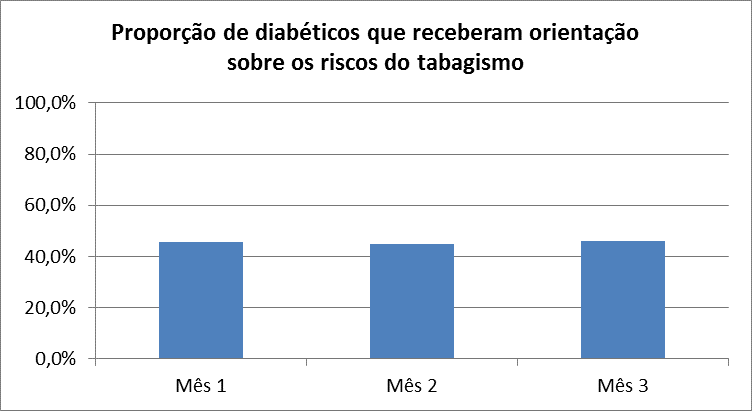 Proporção de diabéticos que receberam orientação
sobre os riscos do tabagismo
100,0%
80,0%
60,0%
40,0%
20,0%
0,0%
Mês 1 Mês 2 Mês 3